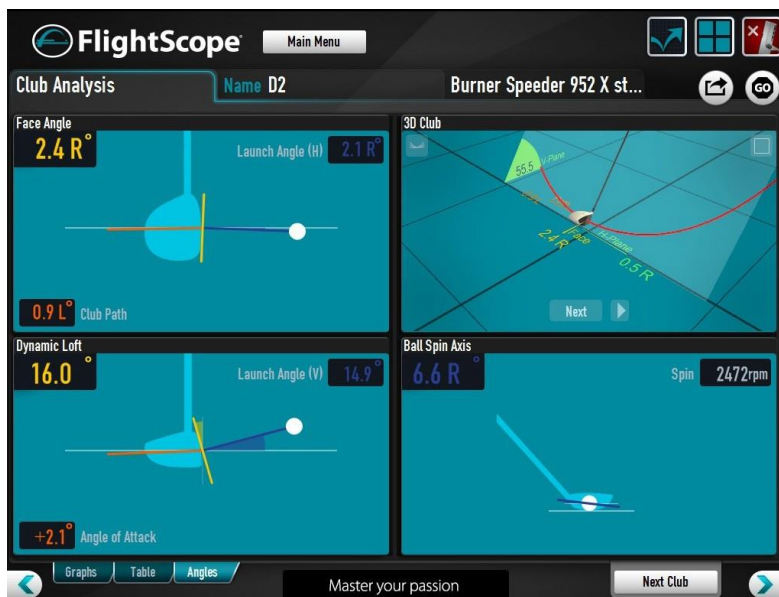 FlightScope
Main Menu
Club Analysis
Name D2
Burner Speeder 952 X st...
GO
Face Angle
2.4 R°
Launch Angle (H) 2.1 R°
0.9 L° Club Path
3D Club
55.5 V-Plane
Face
2.4 R
H-Plane
0.5 R
Next
Dynamic Loft
16.0°
Launch Angle (V) 14.9°
+2.1° Angle of Attack
Ball Spin Axis
6.6 R°
Spin 2472rpm
Graphs Table Angles
Master your passion
Next Club